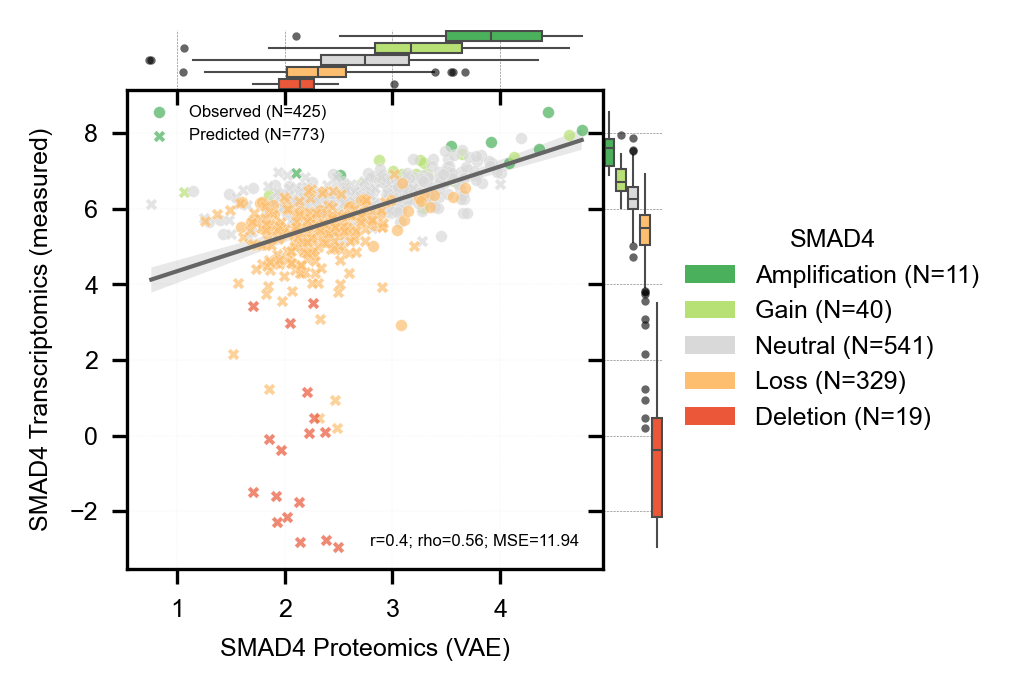 Observed (N=425)
Predicted (N=773)
8
6
4
2
0
−2
SMAD4 Transcriptomics (measured)
r=0.4; rho=0.56; MSE=11.94
1
2
3
4
SMAD4 Proteomics (VAE)
SMAD4
Amplification (N=11)
Gain (N=40)
Neutral (N=541)
Loss (N=329)
Deletion (N=19)